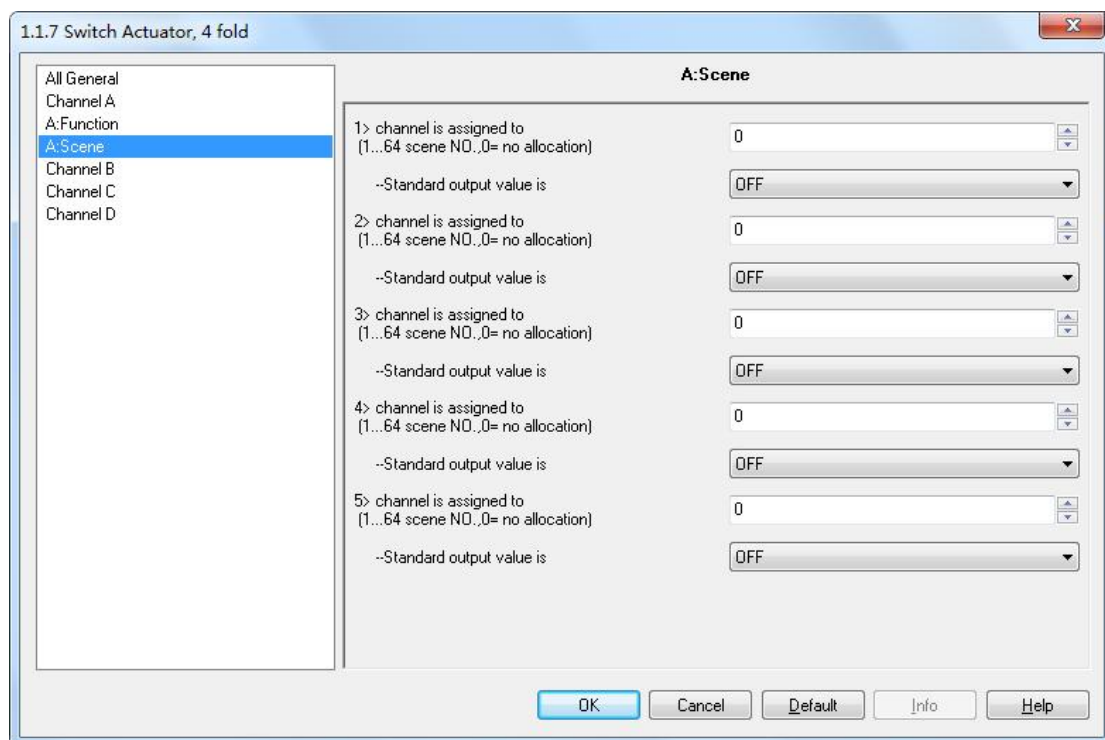 1.1.7 Switch Actuator, 4 fold
All General
Channel A
A:Function
A:Scene
Channel B
Channel C
Channel D
A:Scene
1> channel is assigned to
(1...64 scene NO.,0= no allocation)
0
--Standard output value is
OFF
2> channel is assigned to
(1...64 scene NO.,0= no allocation)
0
--Standard output value is
OFF
3> channel is assigned to
(1...64 scene NO.,0= no allocation)
0
--Standard output value is
OFF
4> channel is assigned to
(1...64 scene NO.,0= no allocation)
0
--Standard output value is
OFF
5> channel is assigned to
(1...64 scene NO.,0= no allocation)
0
--Standard output value is
OFF
OK
Cancel
Default
Info
Help